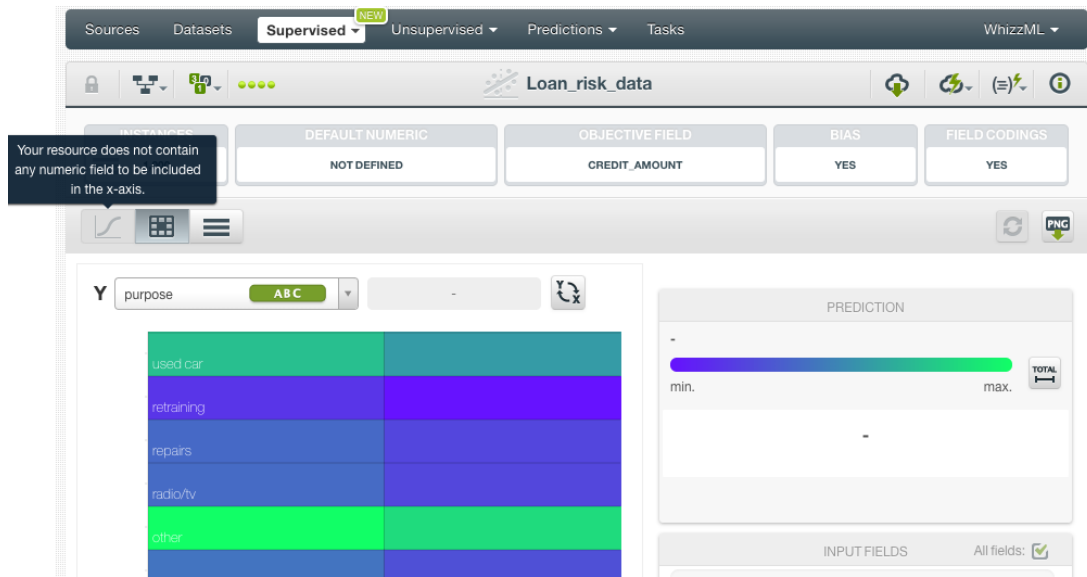 NEW
Sources Datasets Supervised Unsupervised Predictions Tasks WhizzML
Loan_risk_data
INSTANCES DEFAULT NUMERIC OBJECTIVE FIELD BIAS FIELD CODINGS
NOT DEFINED CREDIT_AMOUNT YES YES
Your resource does not contain
any numeric field to be included
in the x-axis.
PNG
Y purpose ABC - Y X
PREDICTION
-
TOTAL
min. max.
-
used car
retraining
repairs
radio/tv
other
INPUT FIELDS All fields: